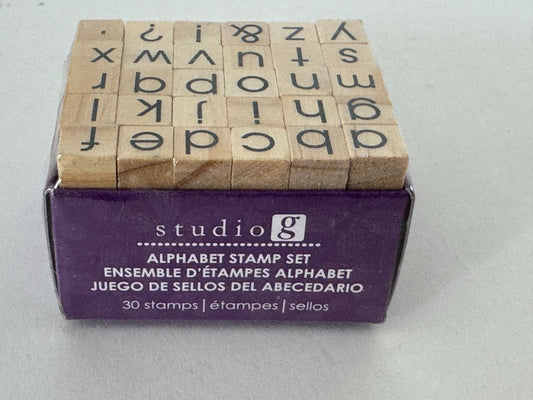 a b c d e f
g h i j k l
m n o p q r
s t u v w x
y z & ! ? .
studio g
ALPHABET STAMP SET
ENSEMBLE D'ÉTAMPES ALPHABET
JUEGO DE SELLOS DEL ABECEDARIO
30 stamps | étampes | sellos